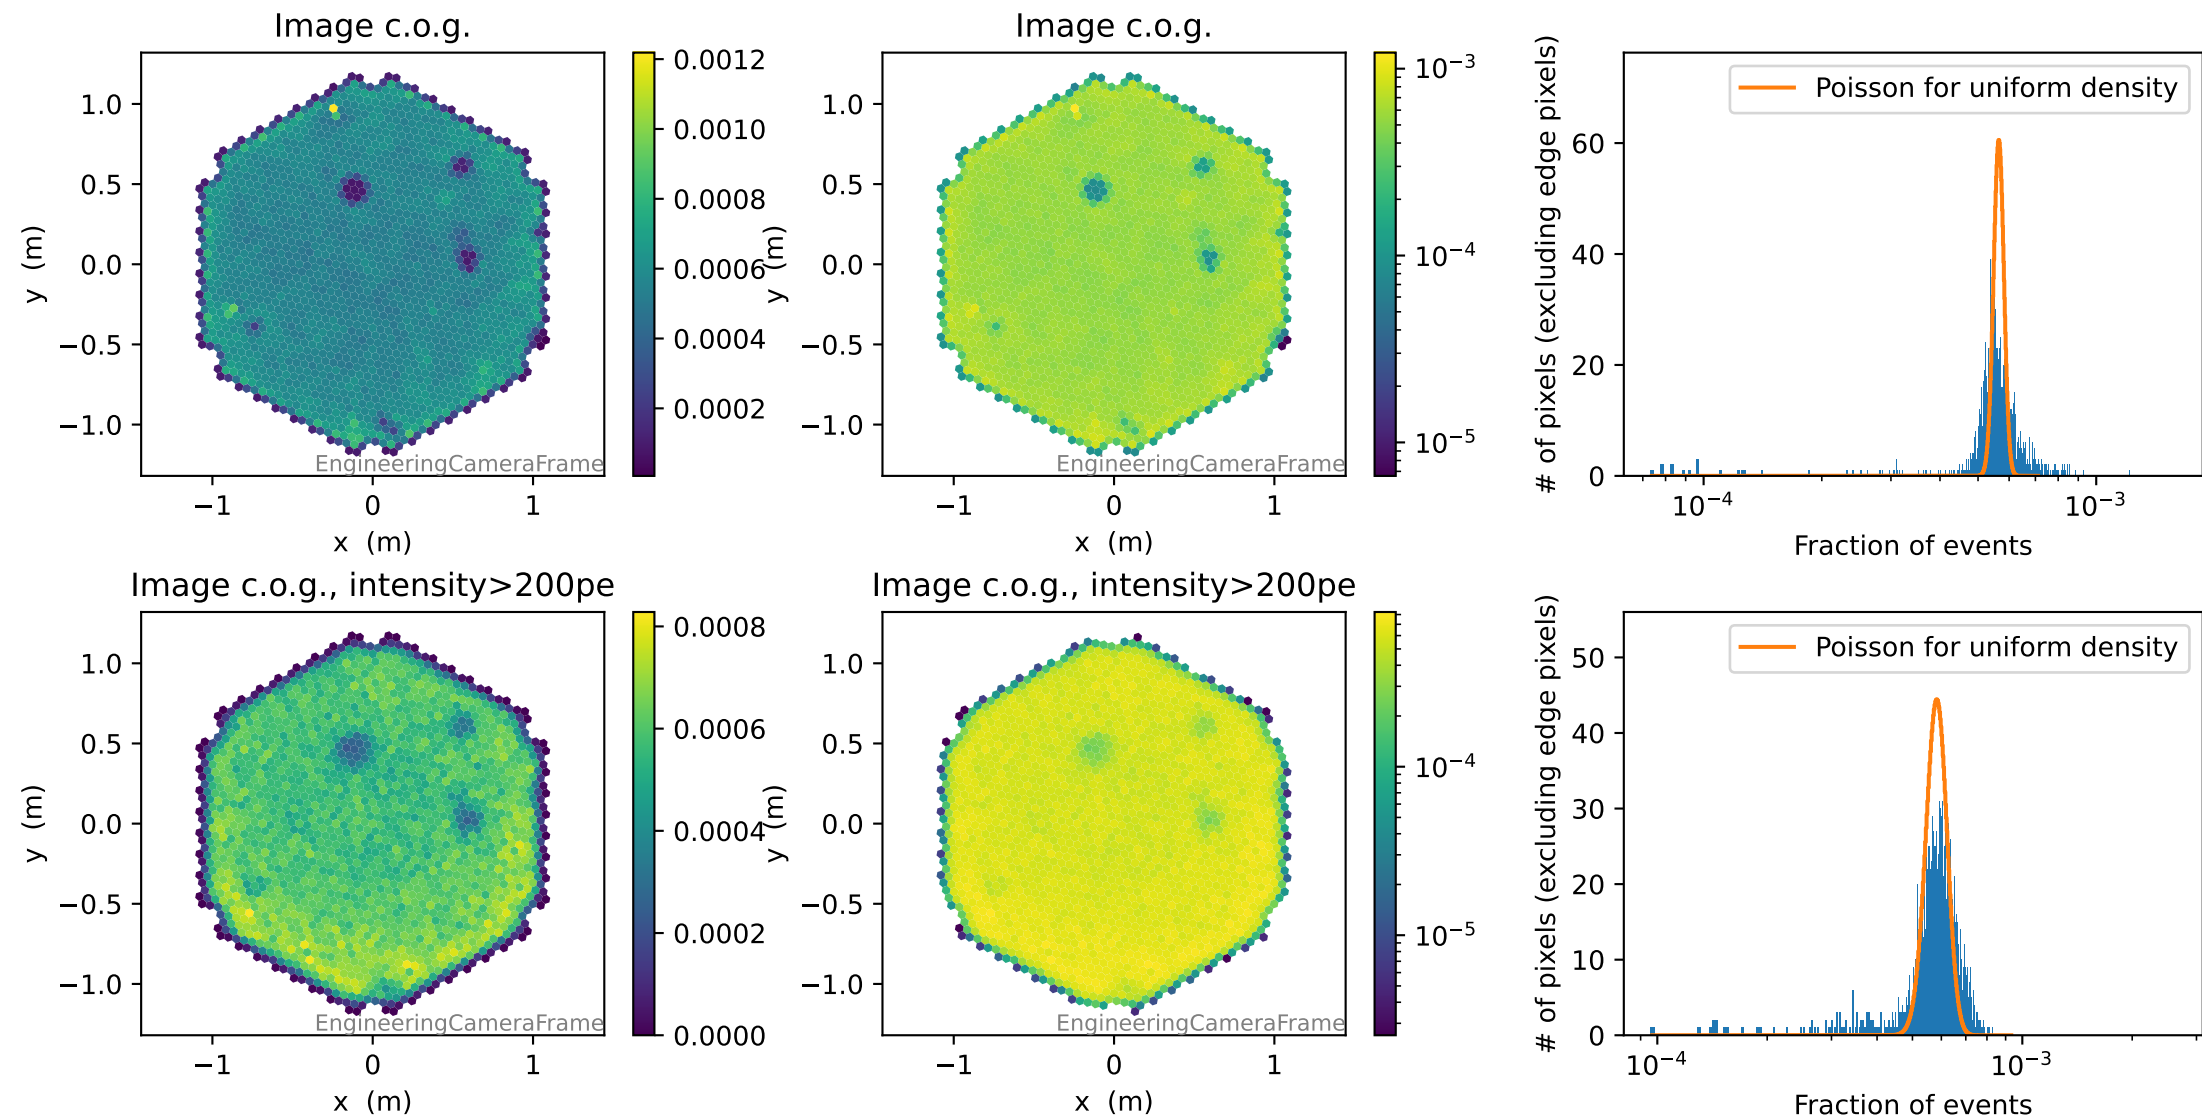 Image c.o.g.
y (m)
1.0
0.5
0.0
−0.5
−1.0
−1
0
1
x (m)
EngineeringCameraFrame
0.0012
0.0010
0.0008
0.0006
0.0004
0.0002
Image c.o.g.
y (m)
1.0
0.5
0.0
−0.5
−1.0
−1
0
1
x (m)
EngineeringCameraFrame
10⁻³
10⁻⁴
10⁻⁵
# of pixels (excluding edge pixels)
Poisson for uniform density
60
40
20
0
10⁻⁴
10⁻³
Fraction of events
Image c.o.g., intensity>200pe
y (m)
1.0
0.5
0.0
−0.5
−1.0
−1
0
1
x (m)
EngineeringCameraFrame
0.0008
0.0006
0.0004
0.0002
0.0000
Image c.o.g., intensity>200pe
y (m)
1.0
0.5
0.0
−0.5
−1.0
−1
0
1
x (m)
EngineeringCameraFrame
10⁻⁴
10⁻⁵
# of pixels (excluding edge pixels)
Poisson for uniform density
50
40
30
20
10
0
10⁻⁴
10⁻³
Fraction of events